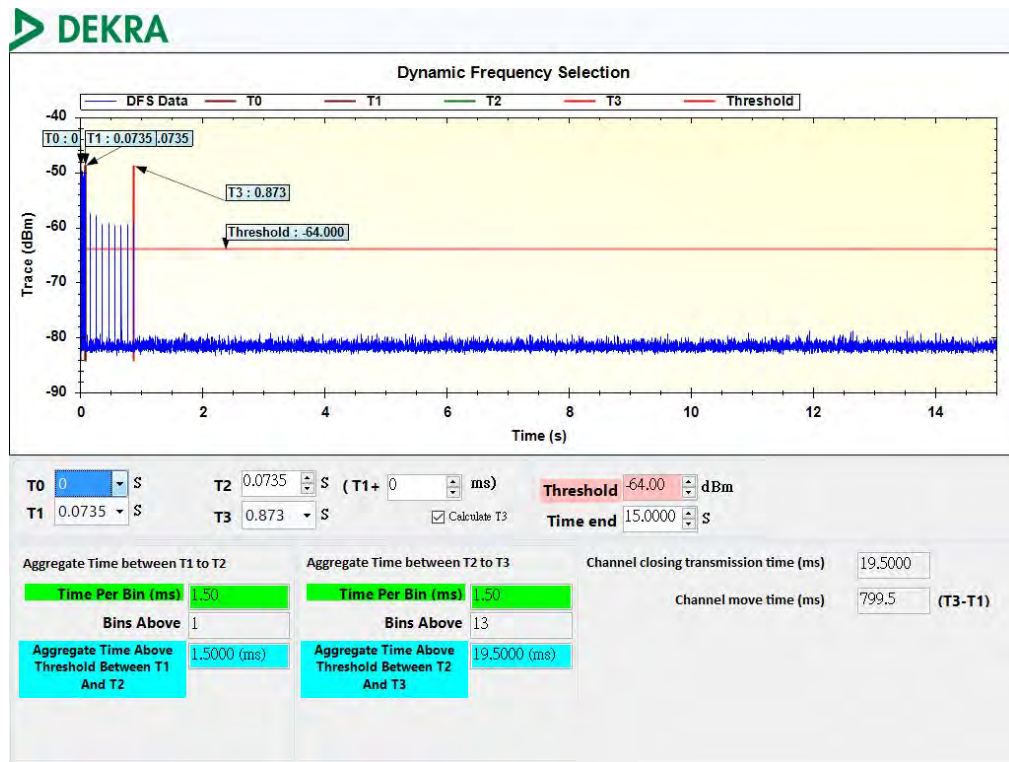 DEKRA
Dynamic Frequency Selection
DFS Data T0 T1 T2 T3 Threshold
-40
T0 : 0 T1 : 0.0735 .0735
-50
T3 : 0.873
-60
Threshold : -64.000
-70
-80
-90
Trace (dBm)
0 2 4 6 8 10 12 14
Time (s)
T0 0 S T2 0.0735 S (T1+ 0 ms) Threshold -64.00 dBm
T1 0.0735 S T3 0.873 S Calculate T3 Time end 15.0000 S
Aggregate Time between T1 to T2
Time Per Bin (ms) 1.50
Bins Above 1
Aggregate Time Above
Threshold Between T1
And T2
1.5000 (ms)
Aggregate Time between T2 to T3
Time Per Bin (ms) 1.50
Bins Above 13
Aggregate Time Above
Threshold Between T2
And T3
19.5000 (ms)
Channel closing transmission time (ms) 19.5000
Channel move time (ms) 799.5 (T3-T1)